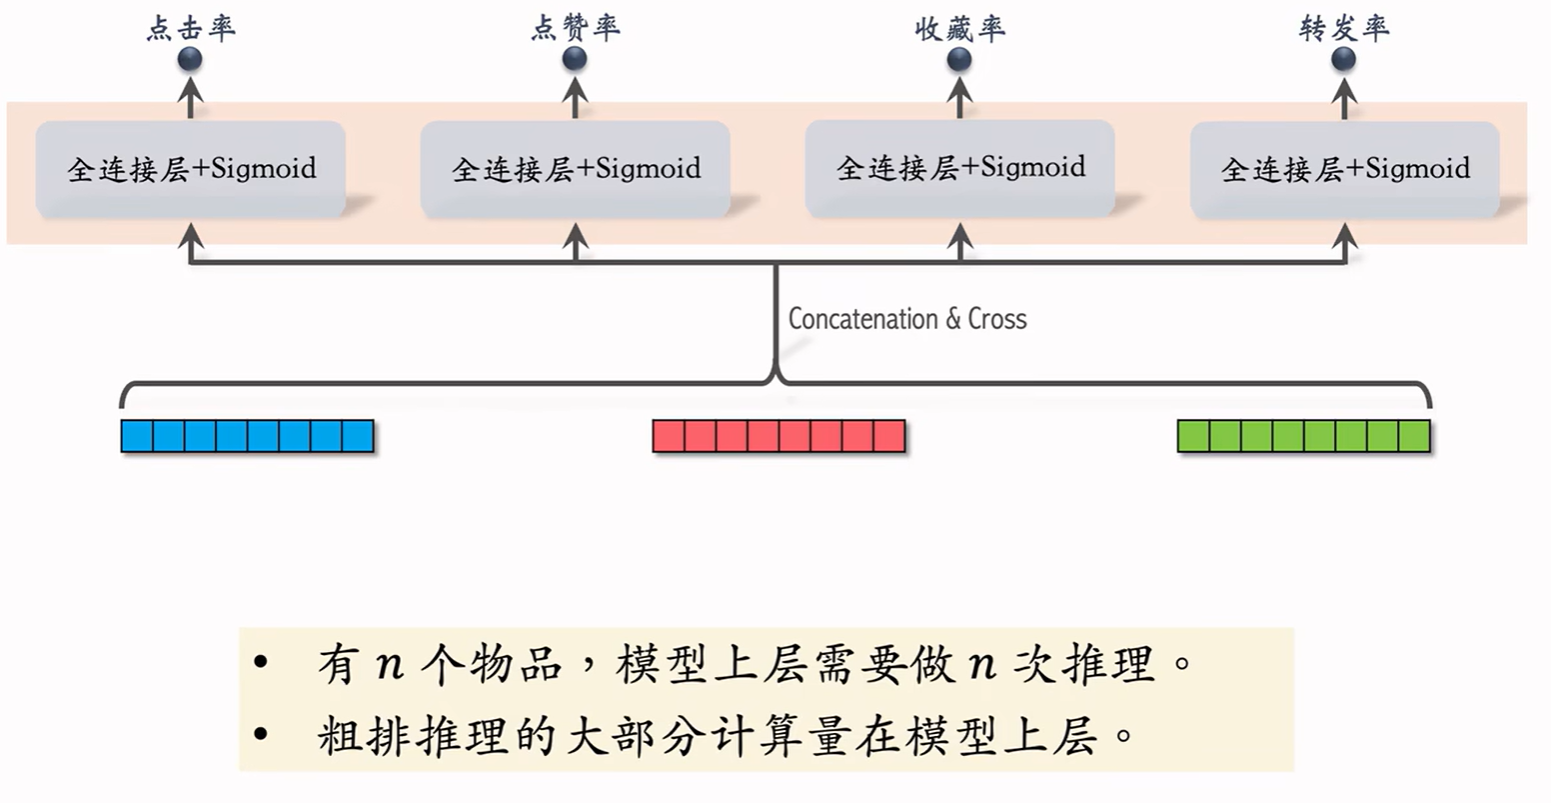 点击率 点赞率 收藏率 转发率
全连接层+Sigmoid 全连接层+Sigmoid 全连接层+Sigmoid 全连接层+Sigmoid
Concatenation & Cross
• 有 n 个物品，模型上层需要做 n 次推理。
• 粗排推理的大部分计算量在模型上层。